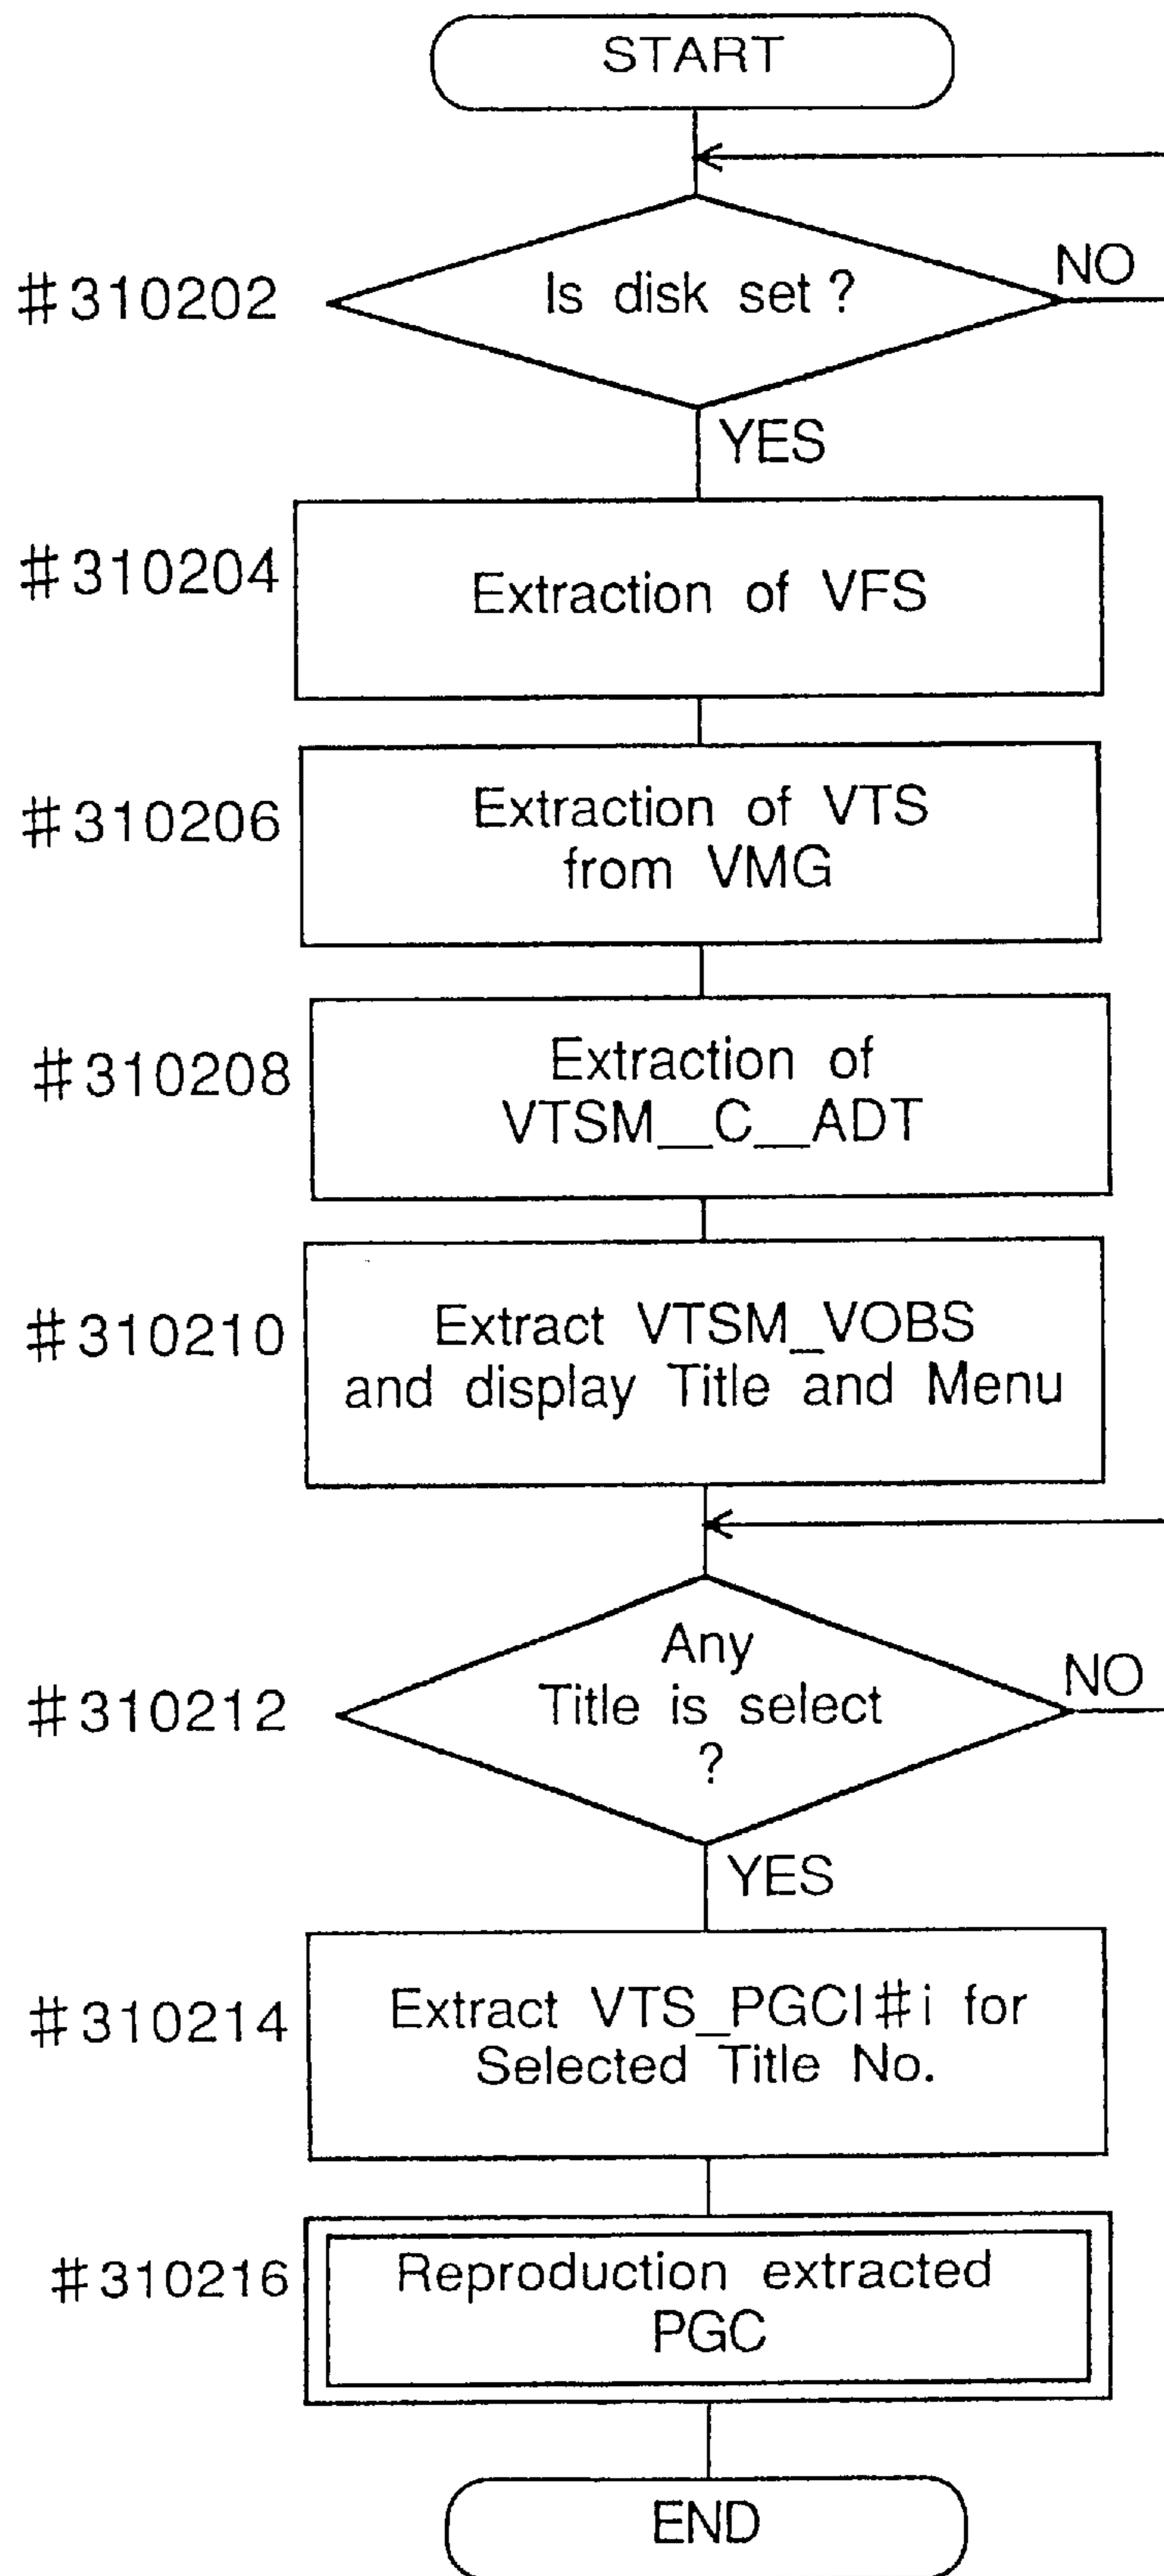 START
#310202
Is disk set ?
NO
YES
#310204
Extraction of VFS
#310206
Extraction of VTS
from VMG
#310208
Extraction of
VTSM__C__ADT
#310210
Extract VTSM_VOBS
and display Title and Menu
#310212
Any
Title is select
?
NO
YES
#310214
Extract VTS_PGCI#i for
Selected Title No.
#310216
Reproduction extracted
PGC
END